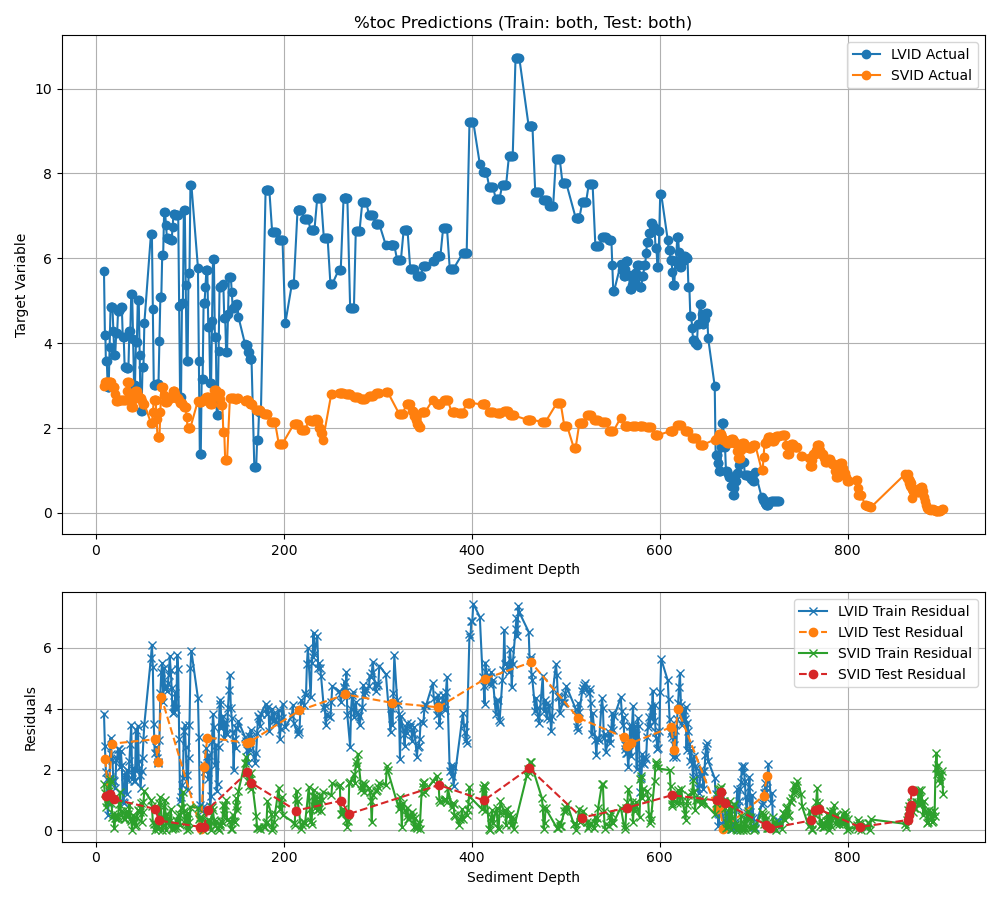 %toc Predictions (Train: both, Test: both)
LVID Actual
SVID Actual
Target Variable
10
8
6
4
2
0
0 200 400 600 800
Sediment Depth
LVID Train Residual
LVID Test Residual
SVID Train Residual
SVID Test Residual
Residuals
6
4
2
0
0 200 400 600 800
Sediment Depth